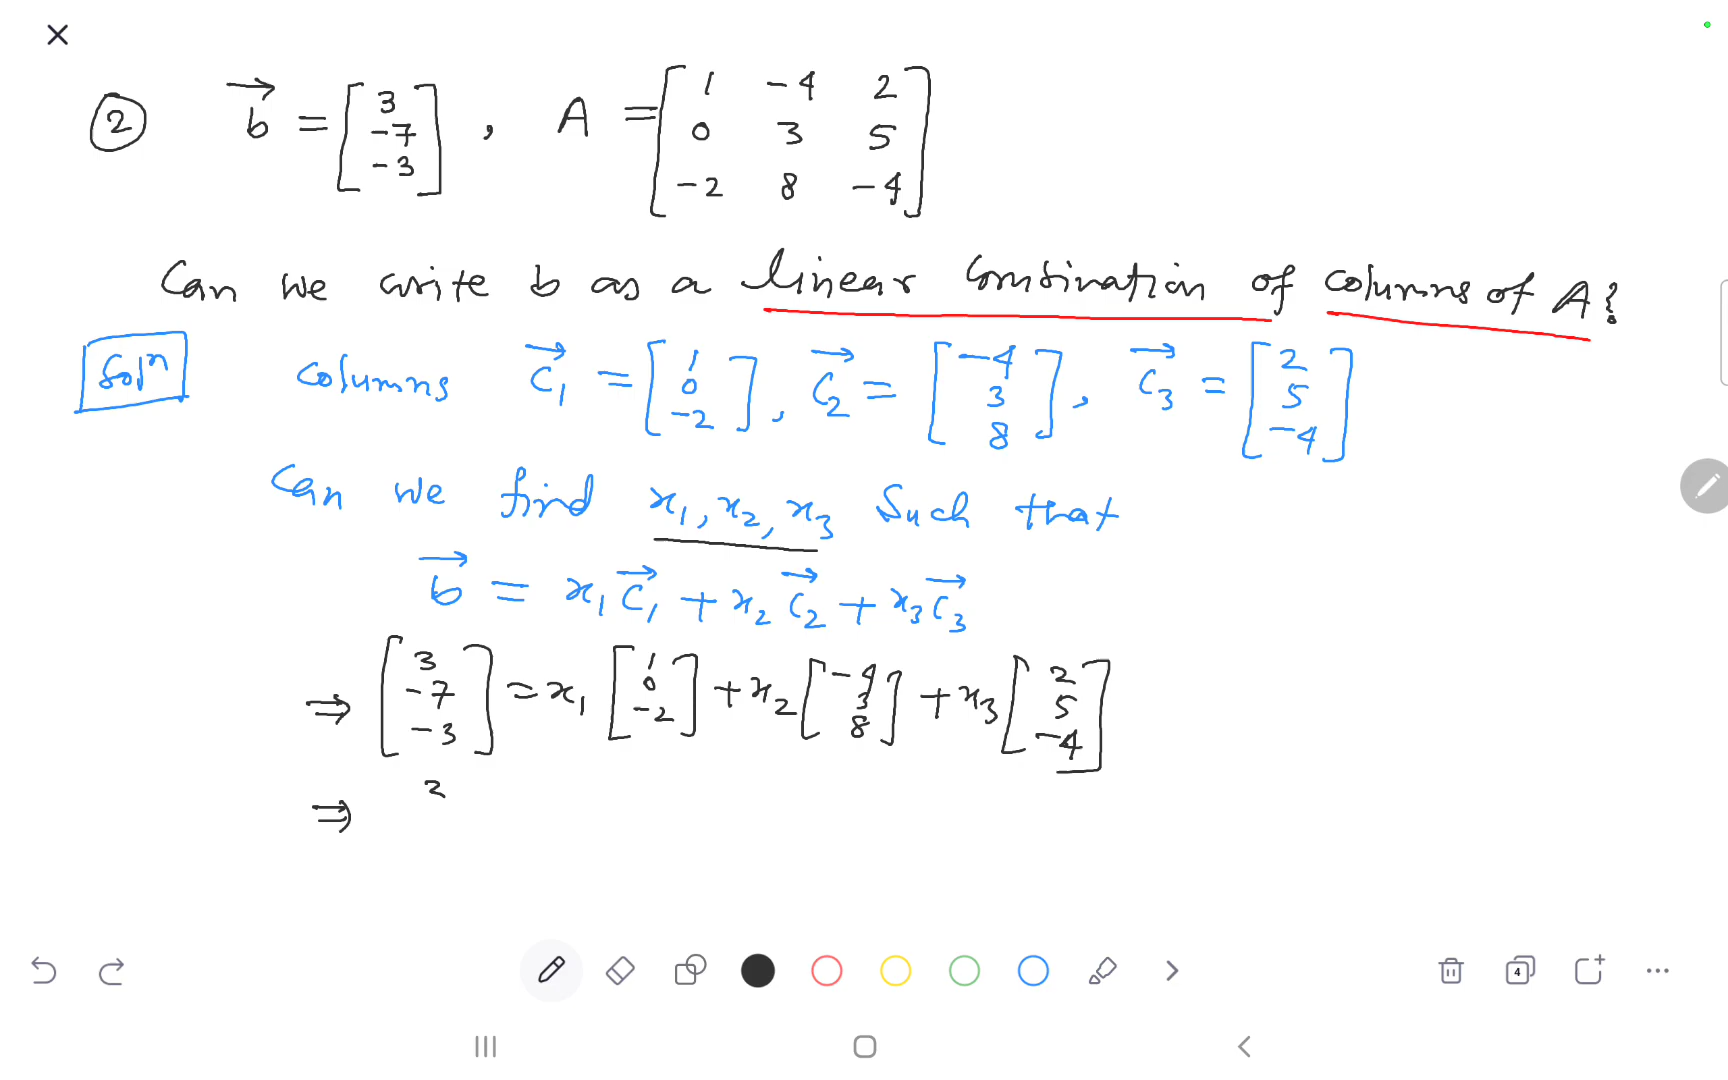 ② b⃗ = [3 -7 -3], A = [1 -4 2; 0 3 5; -2 8 -4]
Can we write b as a linear combination of columns of A?
Solⁿ columns c⃗₁ = [1 0 -2], c⃗₂ = [-4 3 8], c⃗₃ = [2 5 -4]
Can we find x₁, x₂, x₃ Such that
b⃗ = x₁c⃗₁ + x₂c⃗₂ + x₃c⃗₃
⇒ [3 -7 -3] = x₁[1 0 -2] + x₂[-4 3 8] + x₃[2 5 -4]
⇒
4